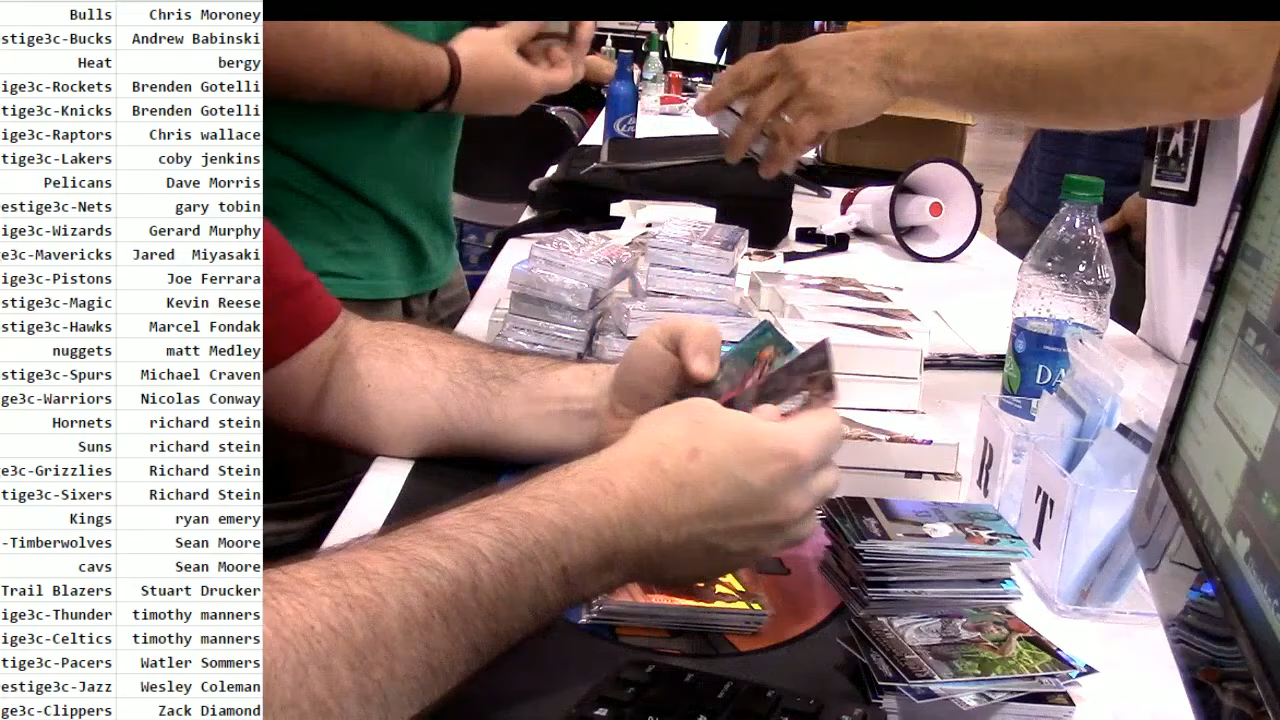 Bulls Chris Moroney
stige3c-Bucks Andrew Babinski
Heat bergy
ige3c-Rockets Brenden Gotelli
tige3c-Knicks Brenden Gotelli
ige3c-Raptors Chris wallace
tige3c-Lakers coby jenkins
Pelicans Dave Morris
estige3c-Nets gary tobin
ige3c-Wizards Gerard Murphy
e3c-Mavericks Jared Miyasaki
ige3c-Pistons Joe Ferrara
stige3c-Magic Kevin Reese
stige3c-Hawks Marcel Fondak
nuggets matt Medley
stige3c-Spurs Michael Craven
ge3c-Warriors Nicolas Conway
Hornets richard stein
Suns richard stein
e3c-Grizzlies Richard Stein
tige3c-Sixers Richard Stein
Kings ryan emery
-Timberwolves Sean Moore
cavs Sean Moore
Trail Blazers Stuart Drucker
ige3c-Thunder timothy manners
ige3c-Celtics timothy manners
tige3c-Pacers Watler Sommers
estige3c-Jazz Wesley Coleman
ge3c-Clippers Zack Diamond
DA
R
T